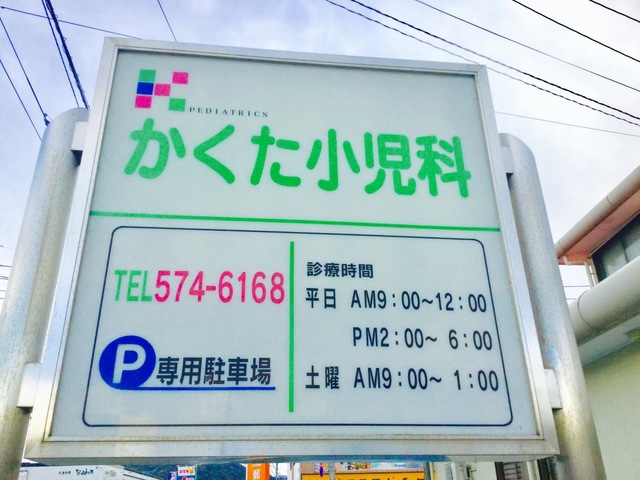 PEDIATRICS
かくた小児科
TEL574-6168
P専用駐車場
診療時間
平日 AM9:00〜12:00
PM2:00〜 6:00
土曜 AM9:00〜 1:00